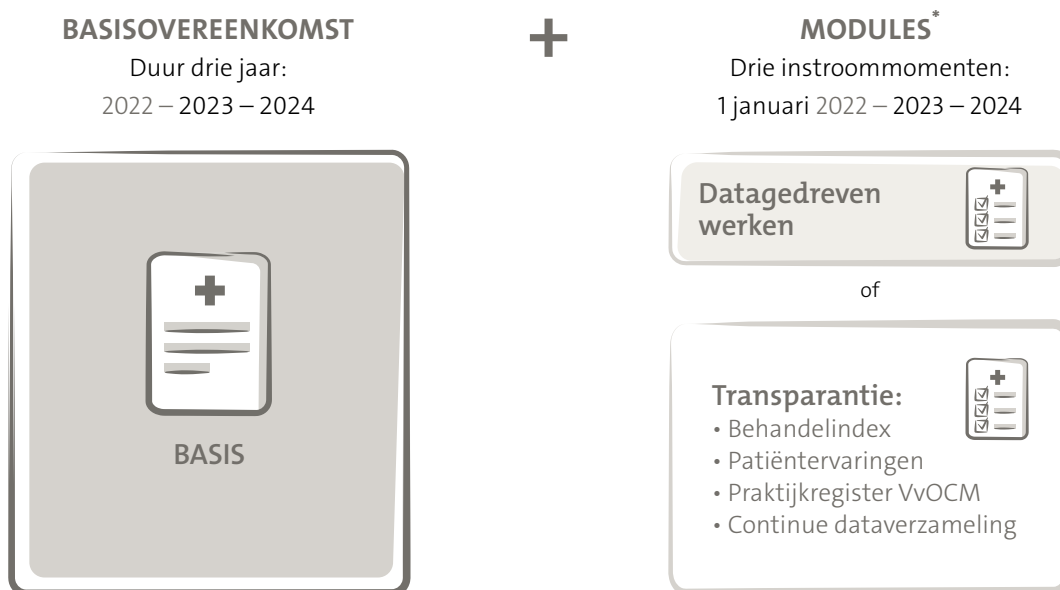 BASISOVEREENKOMST
Duur drie jaar:
2022 – 2023 – 2024
BASIS
+
MODULES*
Drie instroommomenten:
1 januari 2022 – 2023 – 2024
Datagedreven
werken
of
Transparantie:
• Behandelindex
• Patiëntervaringen
• Praktijkregister VvOCM
• Continue dataverzameling